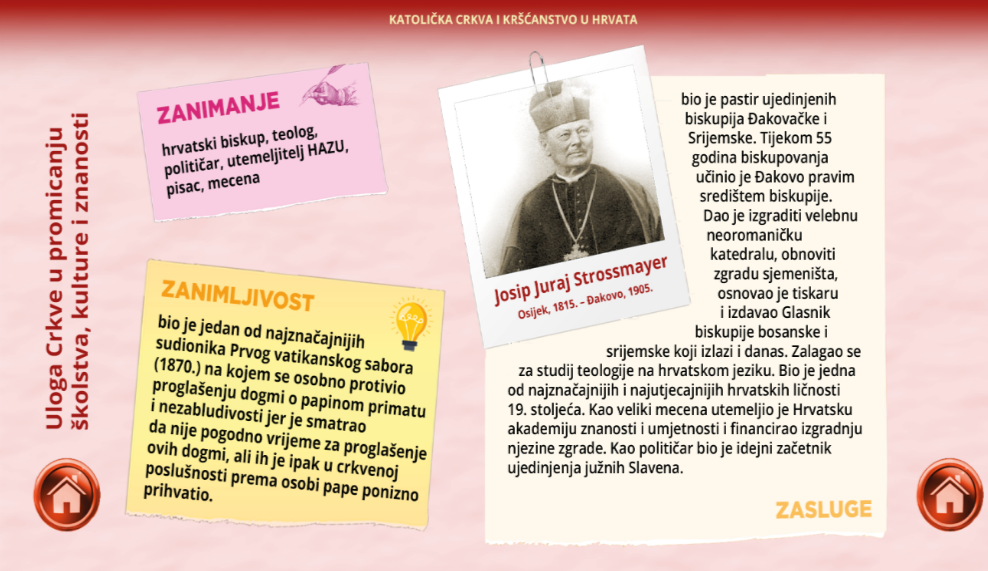 KATOLIČKA CRKVA I KRŠĆANSTVO U HRVATA
Uloga Crkve u promicanju
školstva, kulture i znanosti
ZANIMANJE
hrvatski biskup, teolog,
političar, utemeljitelj HAZU,
pisac, mecena
ZANIMLJIVOST
bio je jedan od najznačajnijih
sudionika Prvog vatikanskog sabora
(1870.) na kojem se osobno protivio
proglašenju dogmi o papinom primatu
i nezabludivosti jer je smatrao
da nije pogodno vrijeme za proglašenje
ovih dogmi, ali ih je ipak u crkvenoj
poslušnosti prema osobi pape ponizno
prihvatio.
Josip Juraj Strossmayer
Osijek, 1815. – Đakovo, 1905.
bio je pastir ujedinjenih
biskupija Đakovačke i
Srijemske. Tijekom 55
godina biskupovanja
učinio je Đakovo pravim
središtem biskupije.
Dao je izgraditi velebnu
neoromaničku
katedralu, obnoviti
zgradu sjemeništa,
osnovao je tiskaru
i izdavao Glasnik
biskupije bosanske i
srijemske koji izlazi i danas. Zalagao se
za studij teologije na hrvatskom jeziku. Bio je jedna
od najznačajnijih i najutjecajnijih hrvatskih ličnosti
19. stoljeća. Kao veliki mecena utemeljio je Hrvatsku
akademiju znanosti i umjetnosti i financirao izgradnju
njezine zgrade. Kao političar bio je idejni začetnik
ujedinjenja južnih Slavena.
ZASLUGE